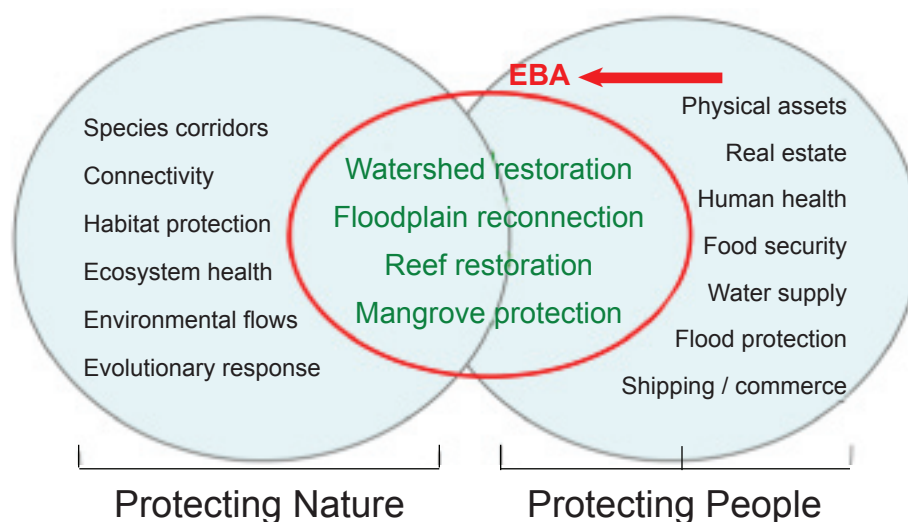 EBA
Species corridors
Connectivity
Habitat protection
Ecosystem health
Environmental flows
Evolutionary response
Watershed restoration
Floodplain reconnection
Reef restoration
Mangrove protection
Physical assets
Real estate
Human health
Food security
Water supply
Flood protection
Shipping / commerce
Protecting Nature
Protecting People